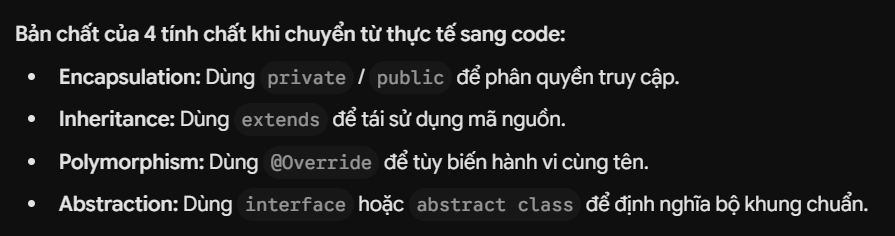 Bản chất của 4 tính chất khi chuyển từ thực tế sang code:
• Encapsulation: Dùng private / public để phân quyền truy cập.
• Inheritance: Dùng extends để tái sử dụng mã nguồn.
• Polymorphism: Dùng @Override để tùy biến hành vi cùng tên.
• Abstraction: Dùng interface hoặc abstract class để định nghĩa bộ khung chuẩn.